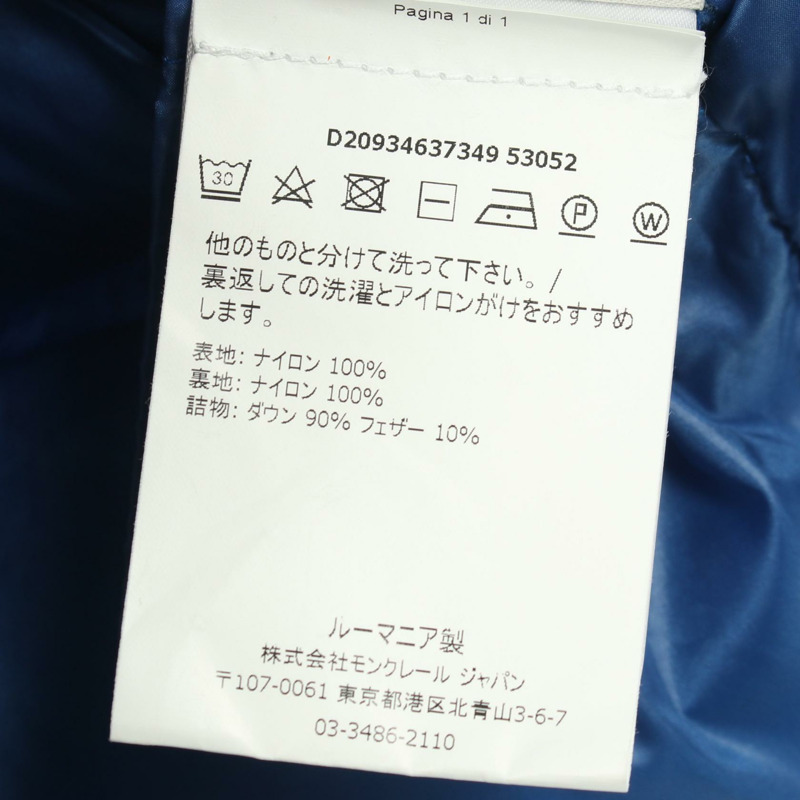 Pagina 1 di 1
D20934637349 53052
30 P W
他のものと分けて洗って下さい。/
裏返しての洗濯とアイロンがけをおすすめ
します。
表地: ナイロン 100%
裏地: ナイロン 100%
詰物: ダウン 90% フェザー 10%
ルーマニア製
株式会社モンクレール ジャパン
〒107-0061 東京都港区北青山3-6-7
03-3486-2110